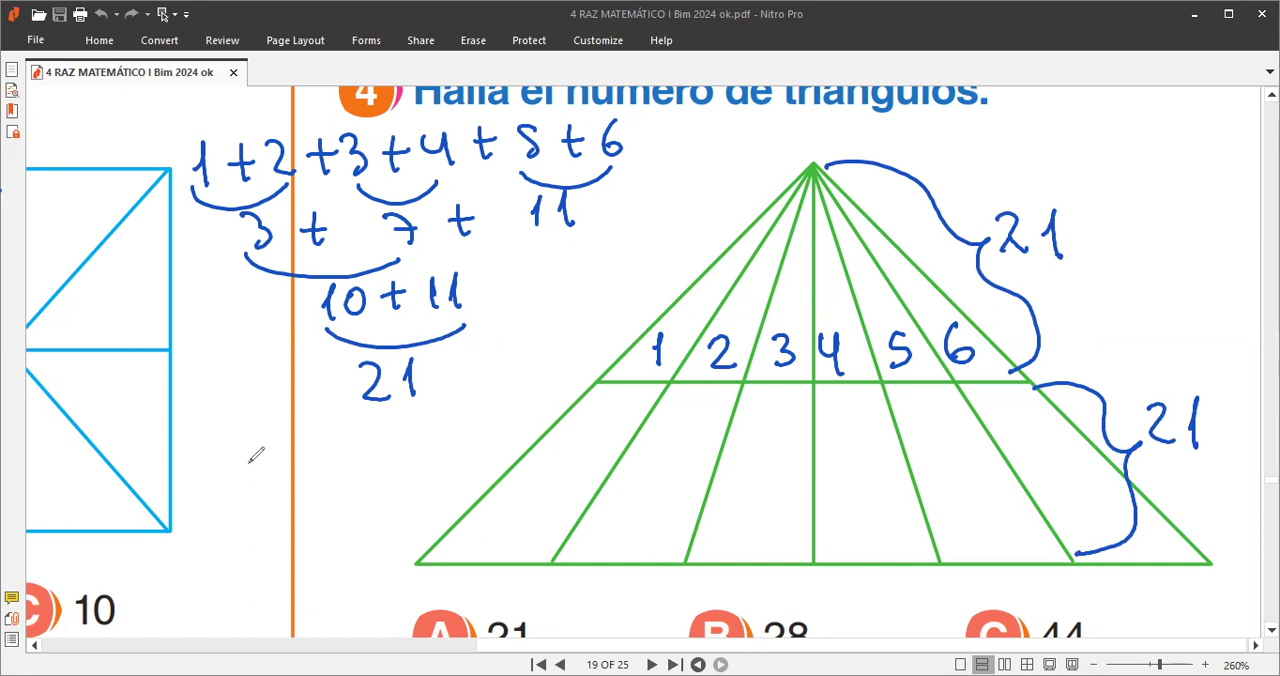 4 RAZ MATEMÁTICO I Bim 2024 ok.pdf - Nitro Pro
File Home Convert Review Page Layout Forms Share Erase Protect Customize Help
4 RAZ MATEMÁTICO I Bim 2024 ok
4 Halla el número de triángulos.
1 + 2 + 3 + 4 + 5 + 6
3 + 7 + 11
10 + 11
21
21
1 2 3 4 5 6
21
C 10
A 21 B 28 C 44
19 OF 25
260%